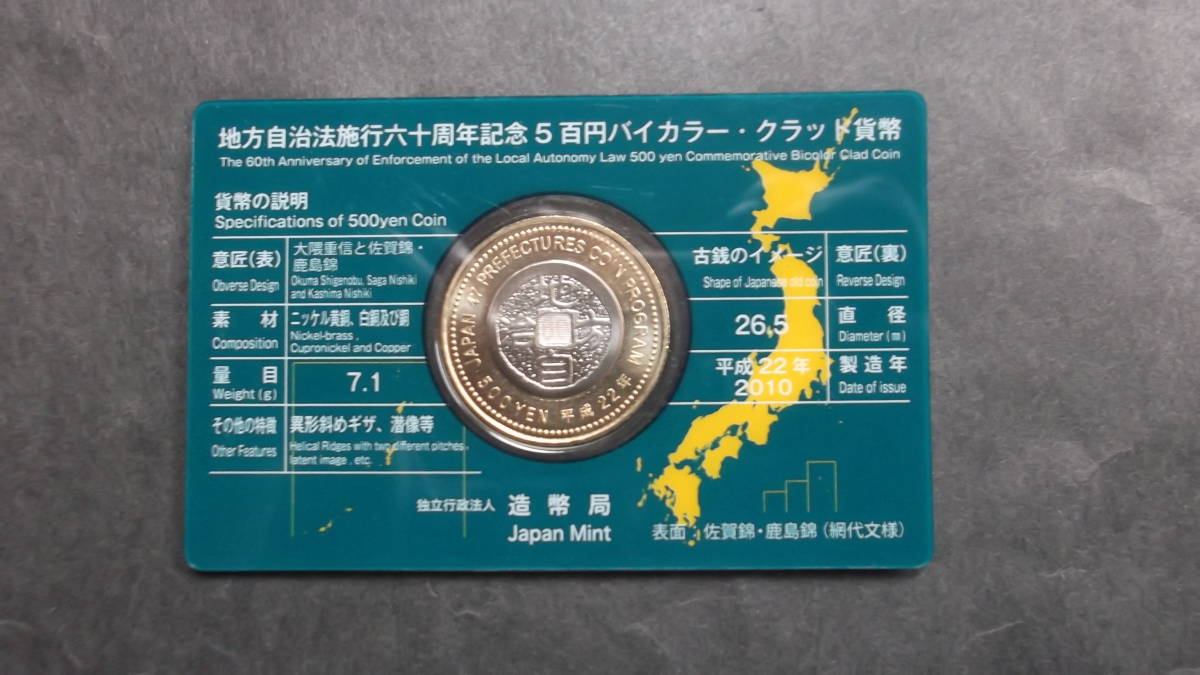 地方自治法施行六十周年記念5百円バイカラー・クラッド貨幣
The 60th Anniversary of Enforcement of the Local Autonomy Law 500 yen Commemorative Bicolor Clad Coin
貨幣の説明
Specifications of 500yen Coin
意匠(表)
Obverse Design
大隈重信と佐賀錦・
鹿島錦
Okuma Shigenobu, Saga Nishiki
and Kashima Nishiki
素材
Composition
ニッケル黄銅、白銅及び銅
Nickel-brass ,
Cupronickel and Copper
量目
Weight(g)
7.1
その他の特徴
Other Features
異形斜めギザ、潜像等
Helical Ridges with two different pitches ,
latent image , etc.
JAPAN 47 PREFECTURES COIN PROGRAM
500YEN 平成22年
古銭のイメージ
Shape of Japanese old coin
意匠(裏)
Reverse Design
26.5
直径
Diameter(m)
平成22年
2010
製造年
Date of issue
独立行政法人 造幣局
Japan Mint
表面:佐賀錦・鹿島錦(網代文様)